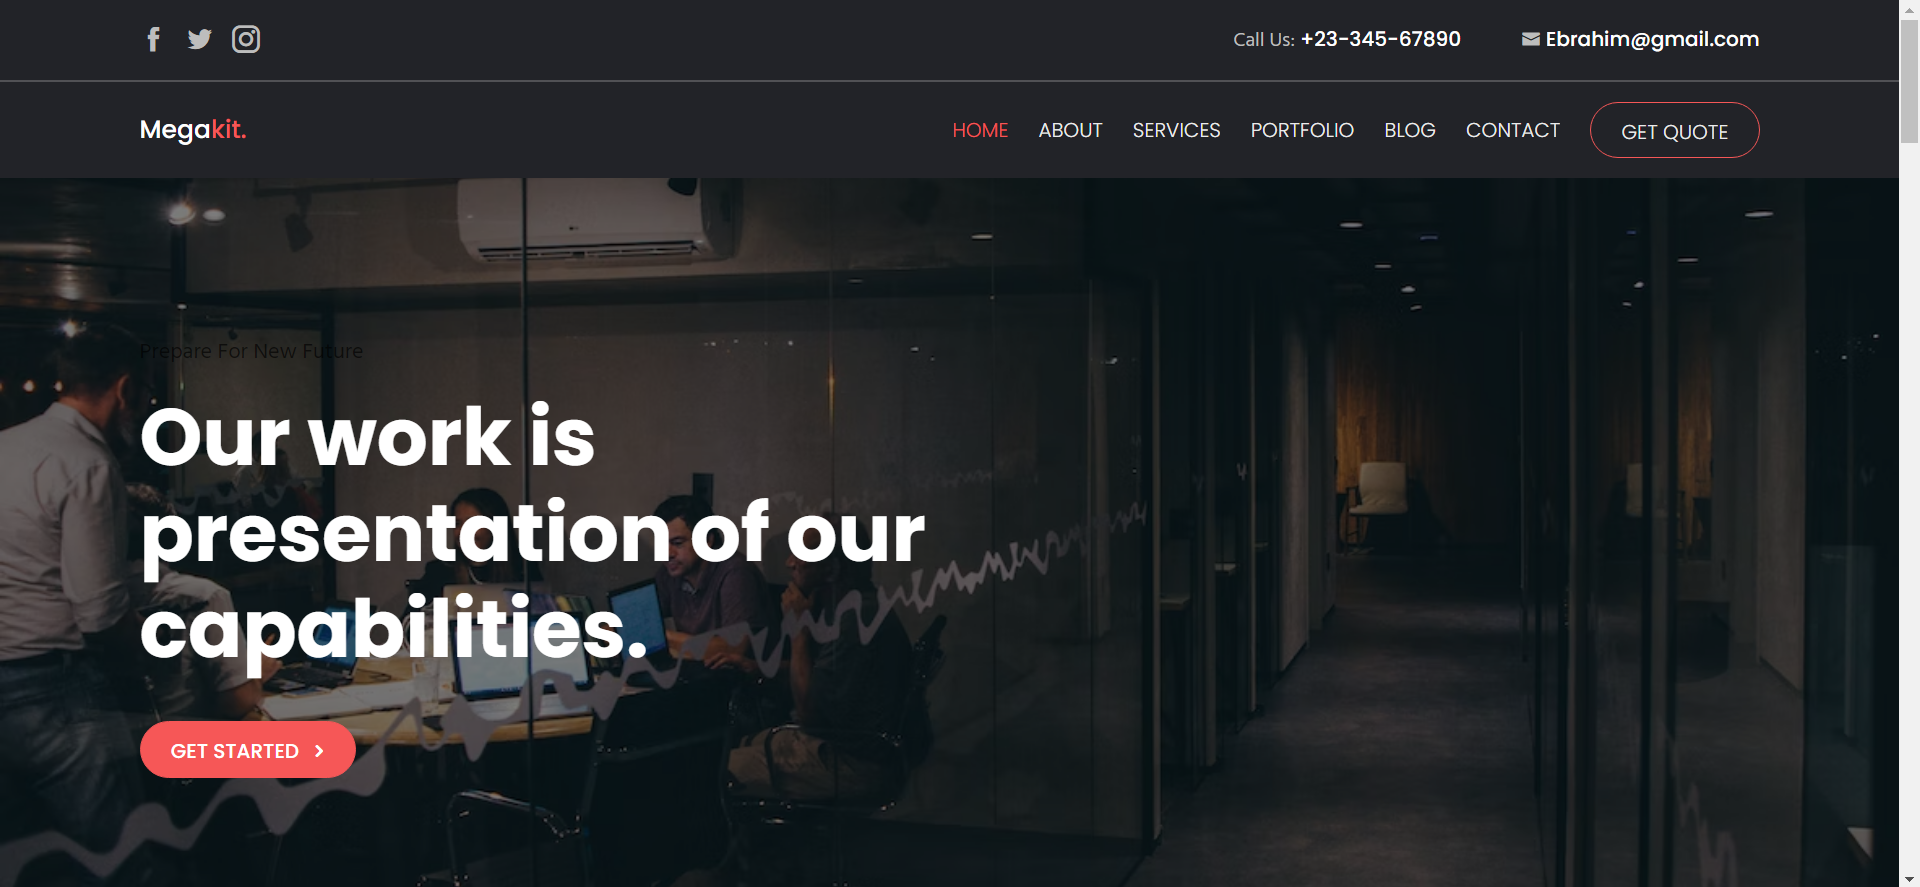 Call Us: +23-345-67890 Ebrahim@gmail.com
Megakit. HOME ABOUT SERVICES PORTFOLIO BLOG CONTACT GET QUOTE
Prepare For New Future
Our work is
presentation of our
capabilities.
GET STARTED